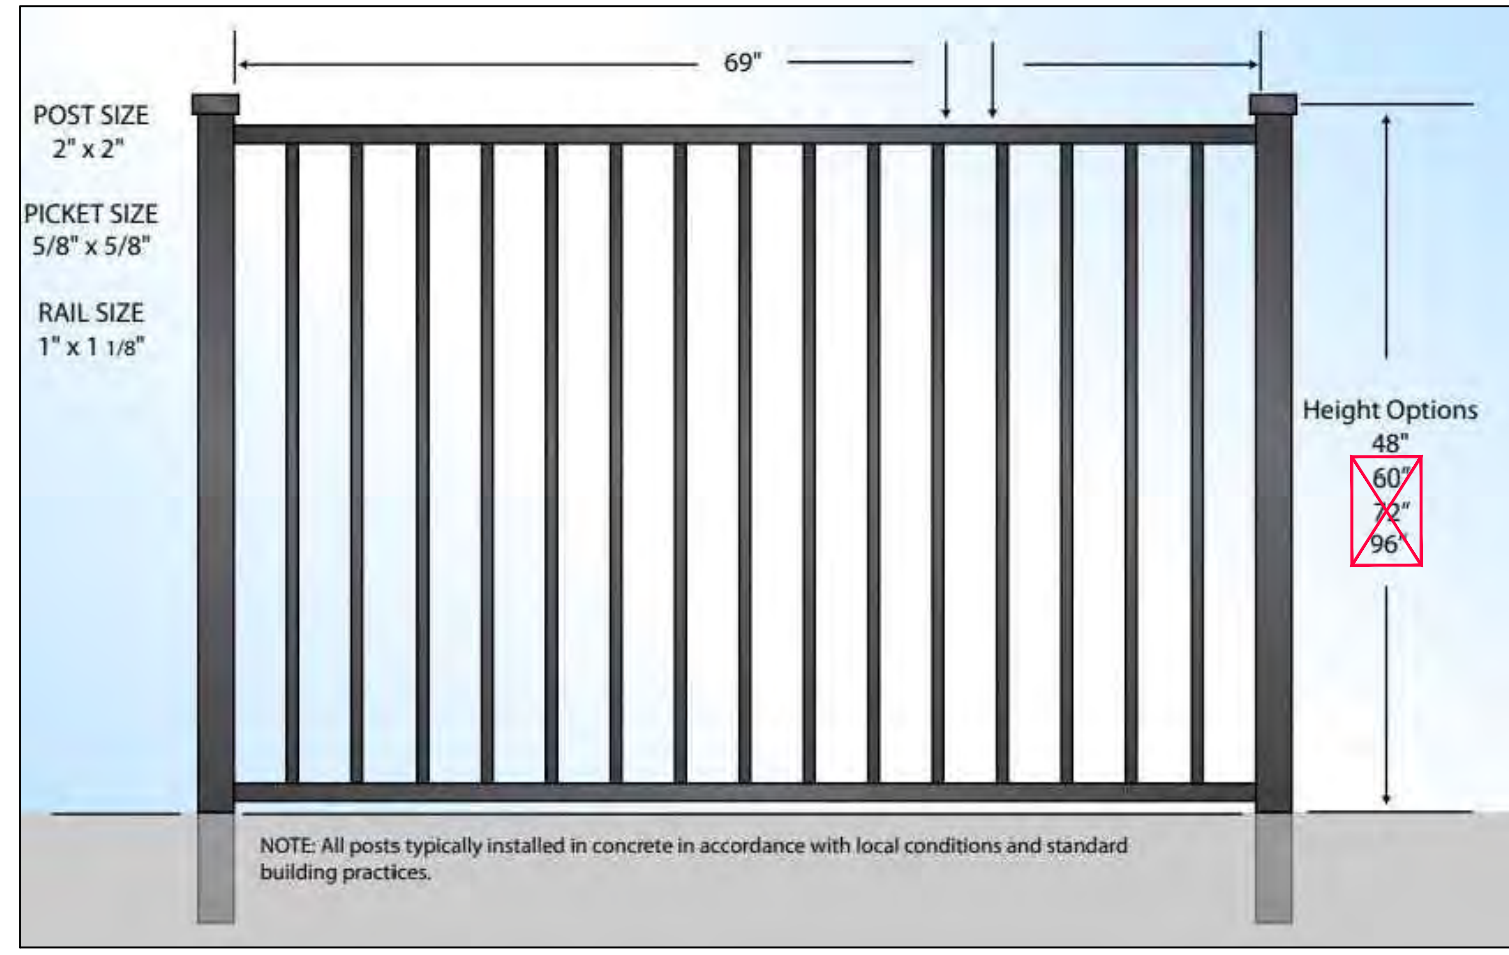 69"
POST SIZE
2" x 2"
PICKET SIZE
5/8" x 5/8"
RAIL SIZE
1" x 1 1/8"
Height Options
48"
60"
72"
96"
NOTE: All posts typically installed in concrete in accordance with local conditions and standard
building practices.